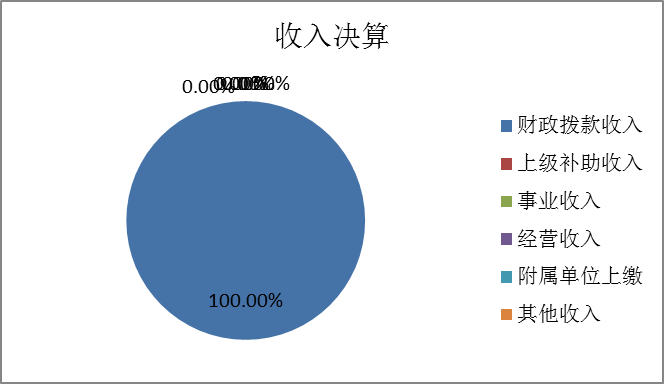 收入决算
0.00%
100.00%
财政拨款收入
上级补助收入
事业收入
经营收入
附属单位上缴
其他收入